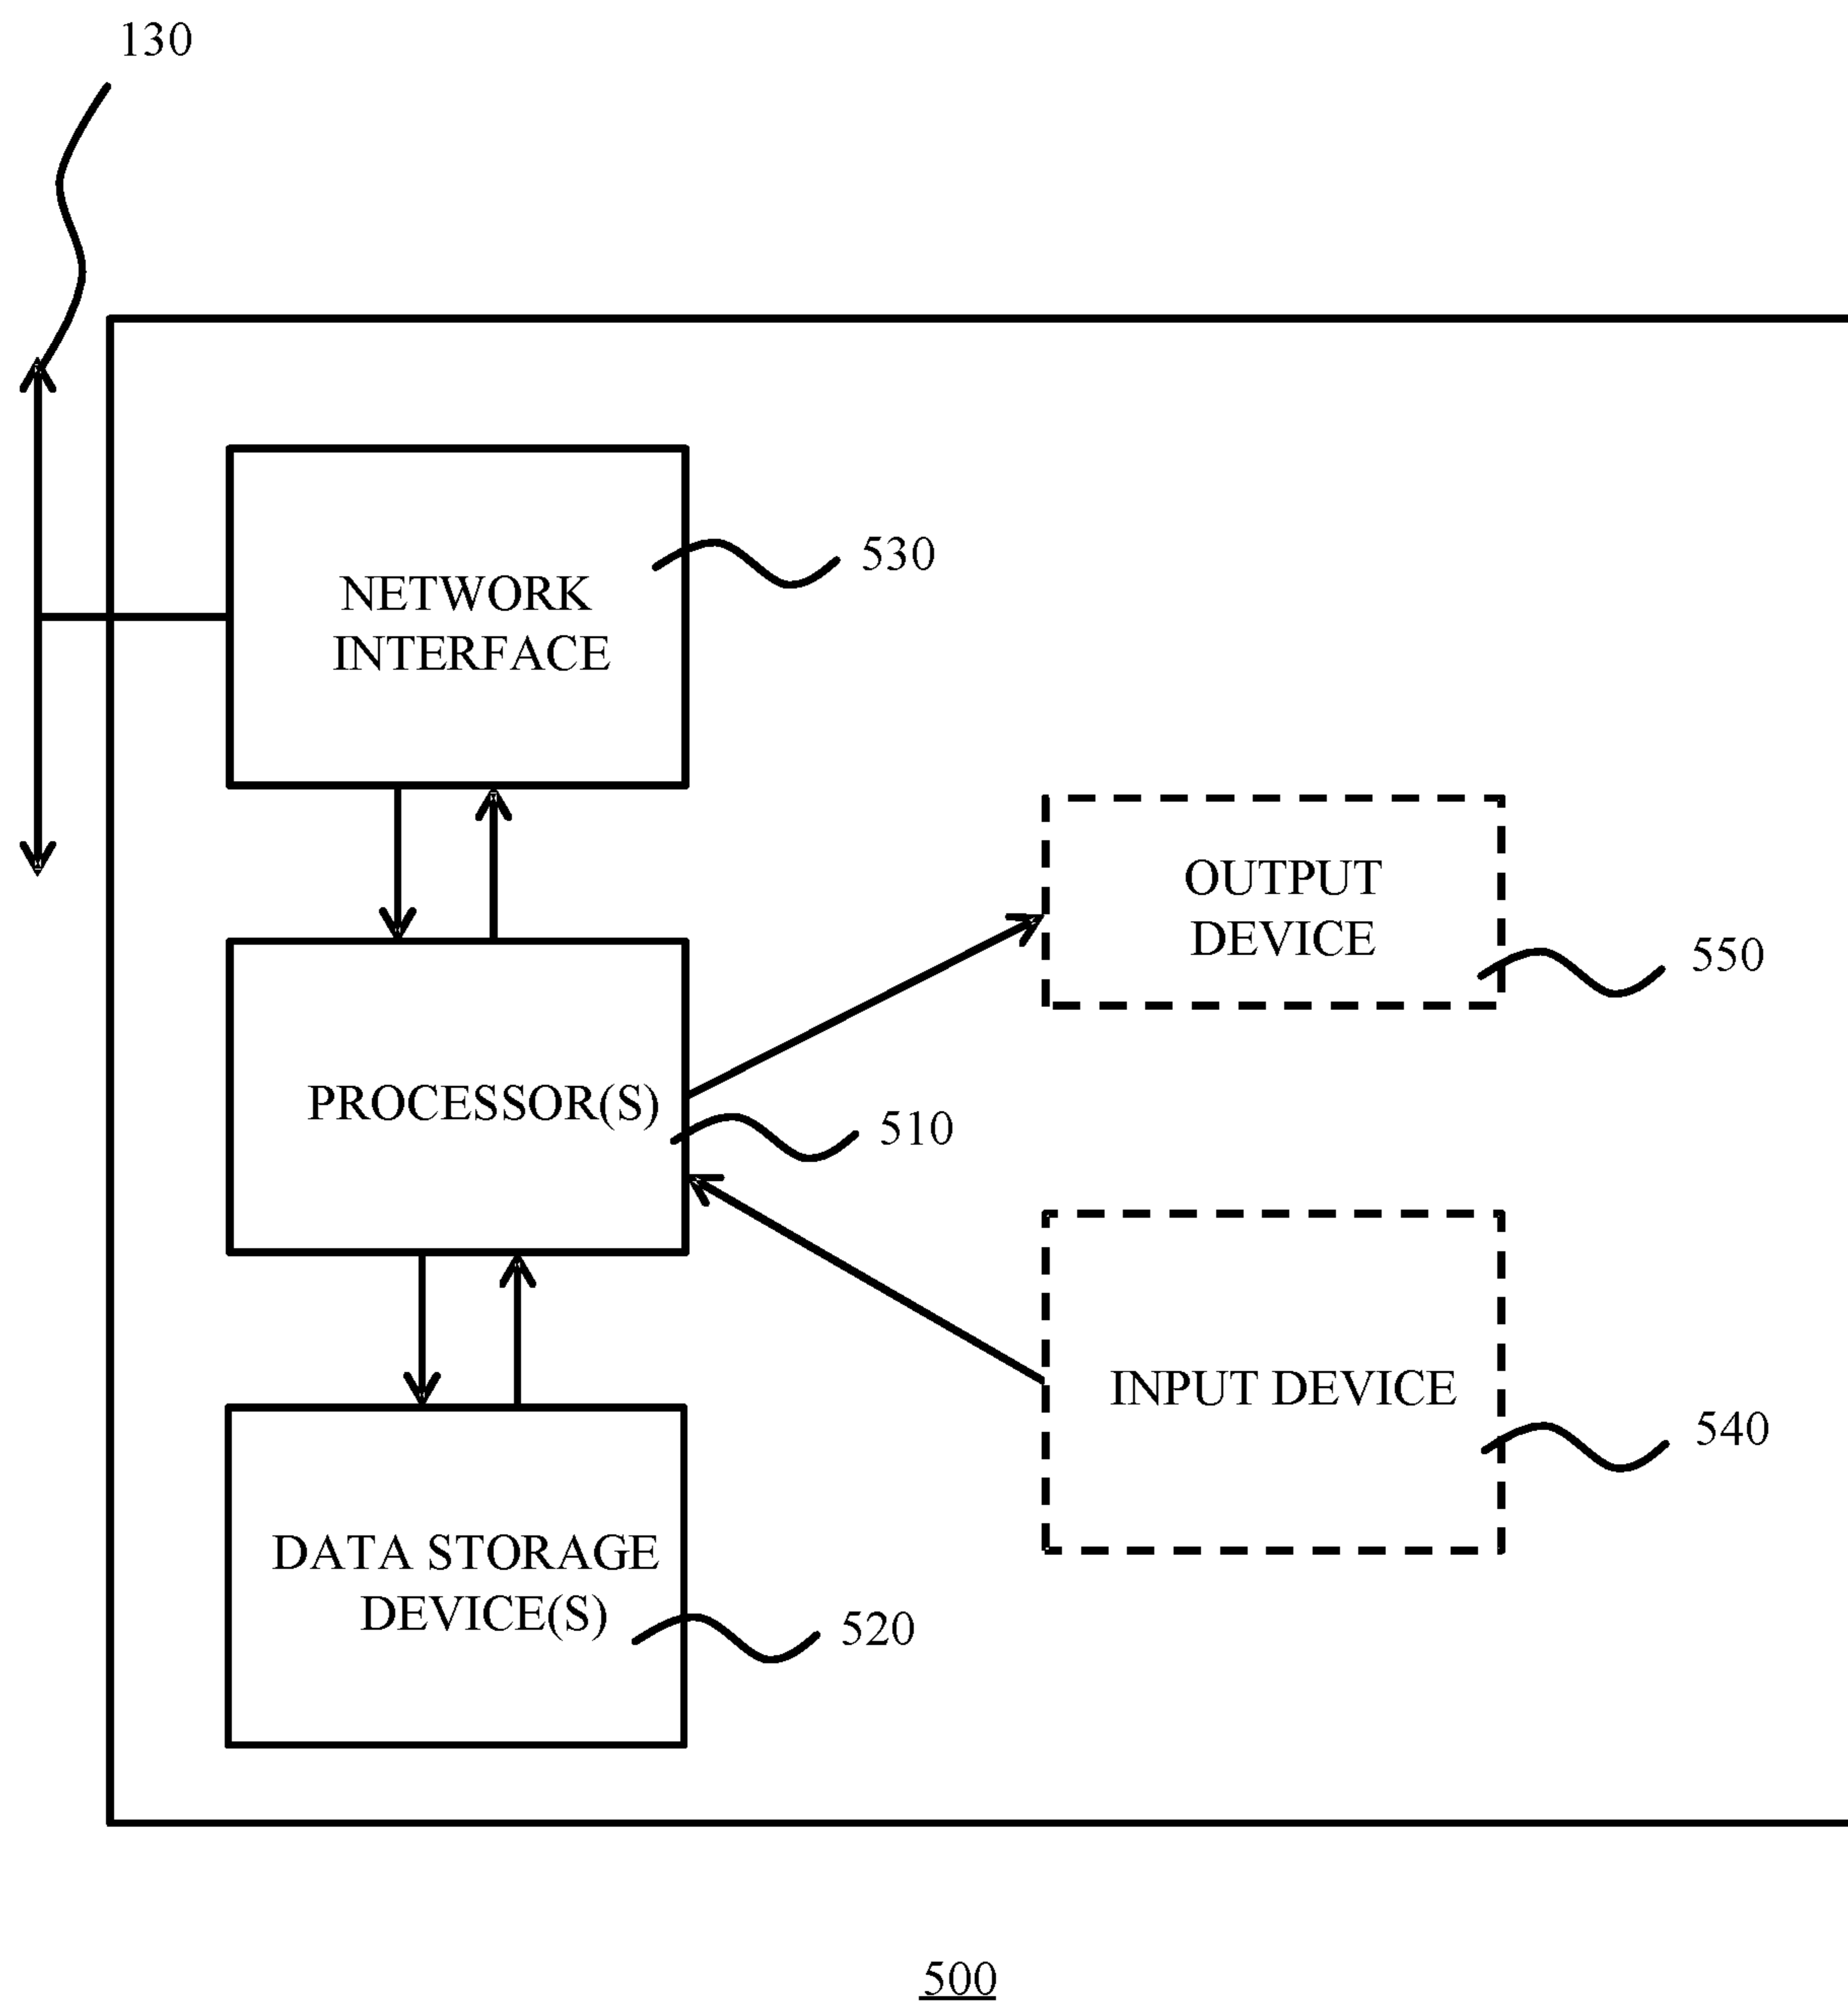 130
NETWORK
INTERFACE
530
OUTPUT
DEVICE
550
PROCESSOR(S)
510
INPUT DEVICE
540
DATA STORAGE
DEVICE(S)
520
500